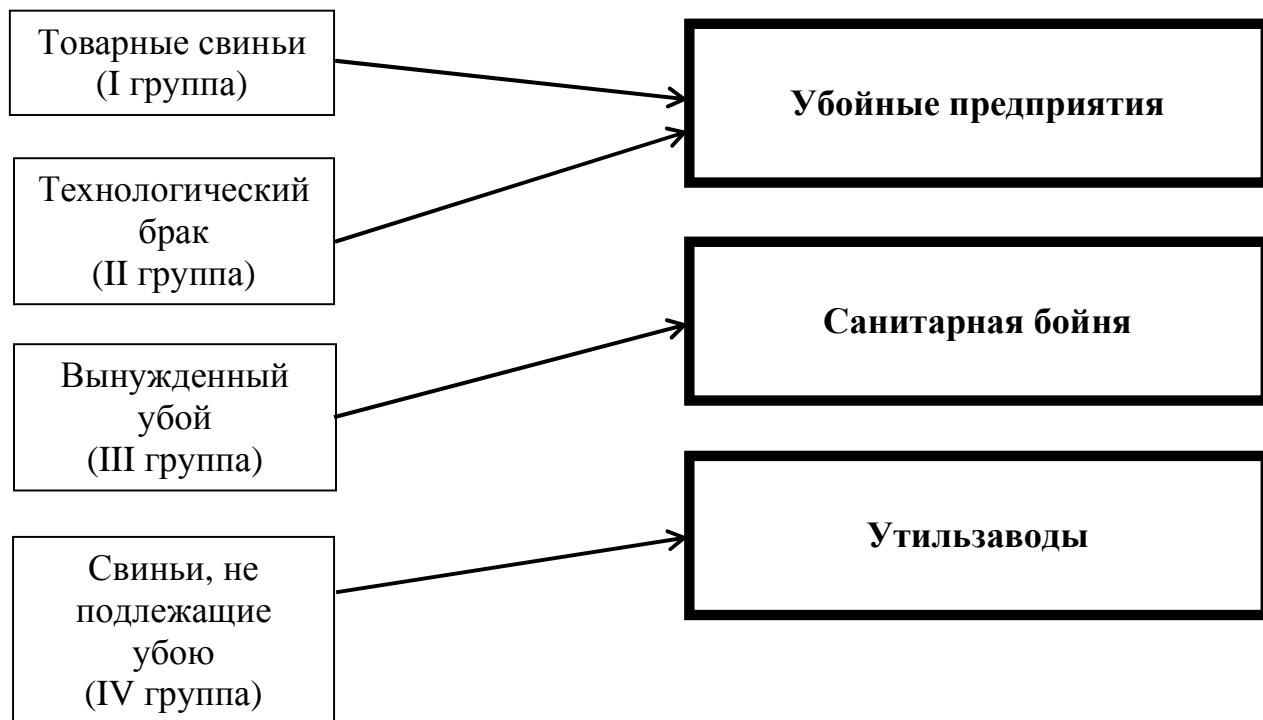 Товарные свиньи
(I группа)
Убойные предприятия
Технологический
брак
(II группа)
Санитарная бойня
Вынужденный
убой
(III группа)
Утильзаводы
Свиньи, не
подлежащие
убою
(IV группа)